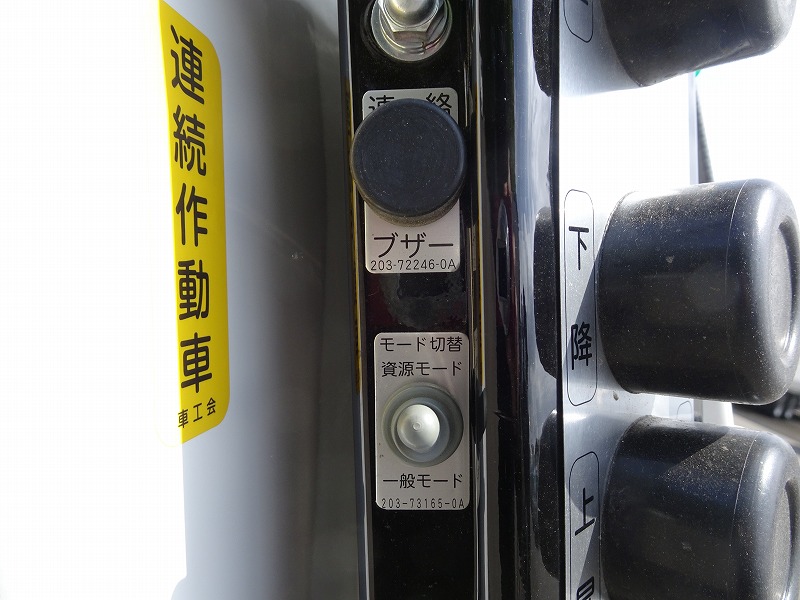 連続作動車
車工会
連絡
ブザー
203-72246-0A
モード切替
資源モード
一般モード
203-73165-0A
下降
上昇